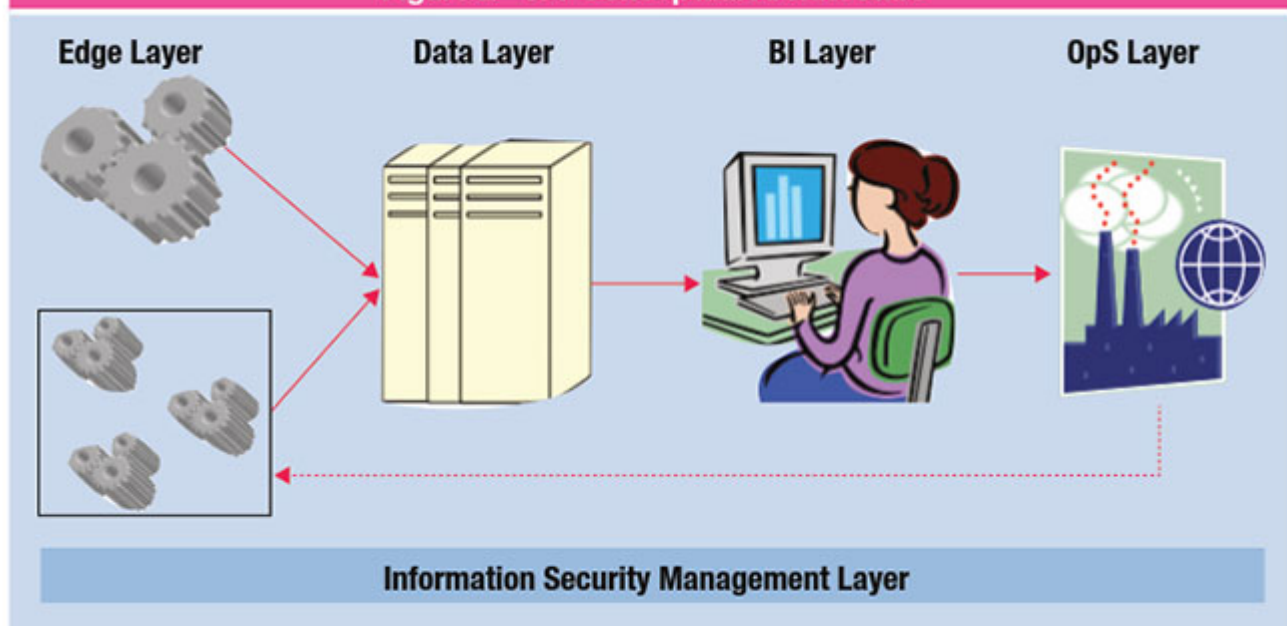 Edge Layer
Data Layer
BI Layer
OpS Layer
Information Security Management Layer